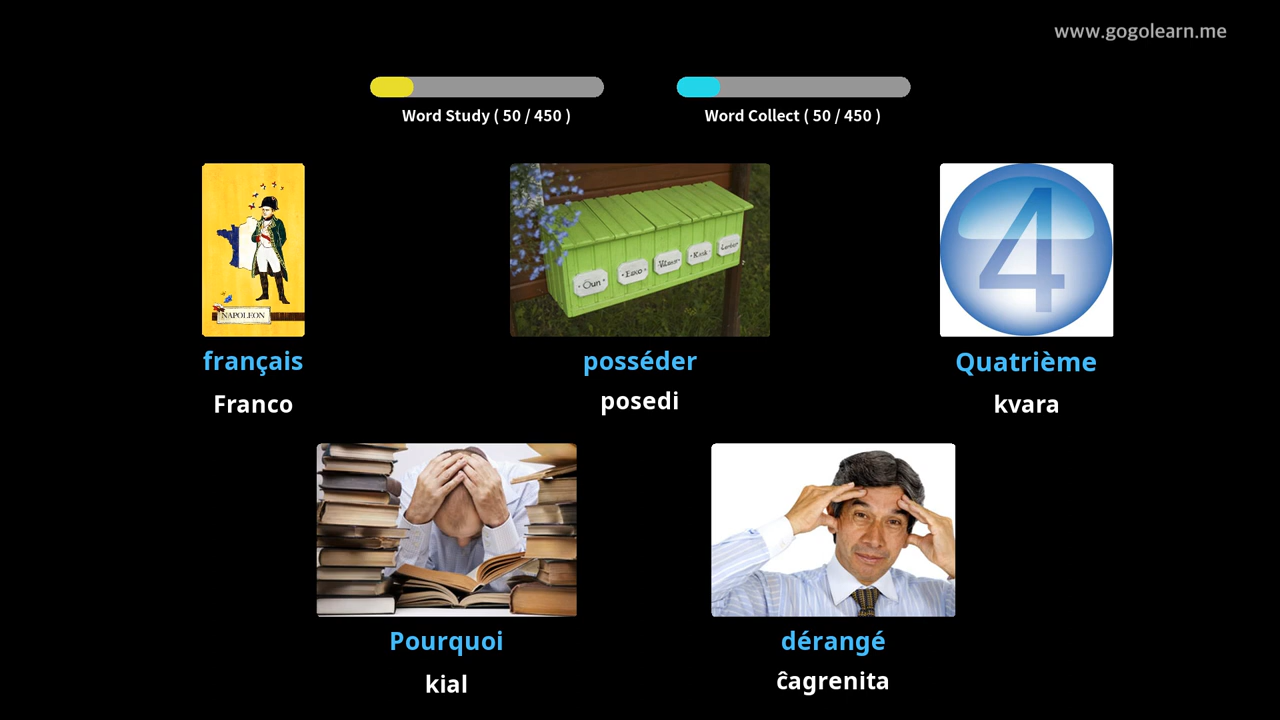 www.gogolearn.me
Word Study ( 50 / 450 )
Word Collect ( 50 / 450 )
NAPOLEON
Oun
4
français
posséder
Quatrième
Franco
posedi
kvara
Pourquoi
dérangé
kial
ĉagrenita